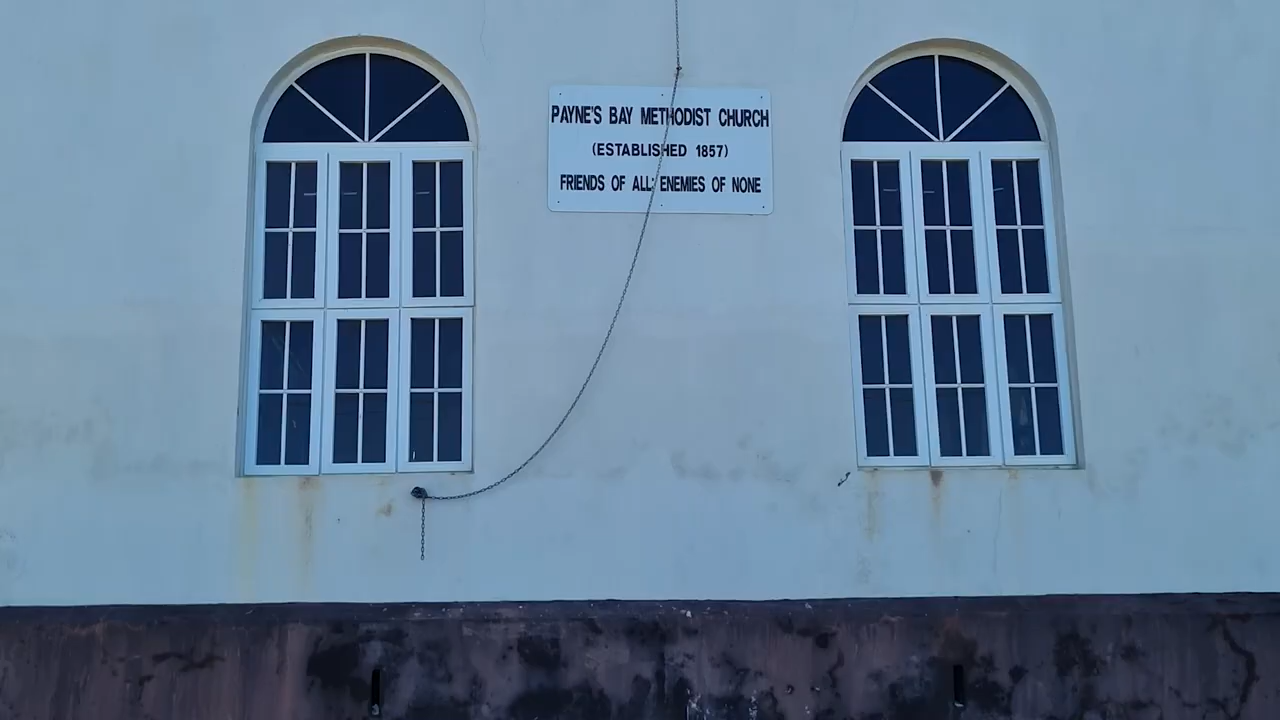 PAYNE'S BAY METHODIST CHURCH
(ESTABLISHED 1857)
FRIENDS OF ALL; ENEMIES OF NONE